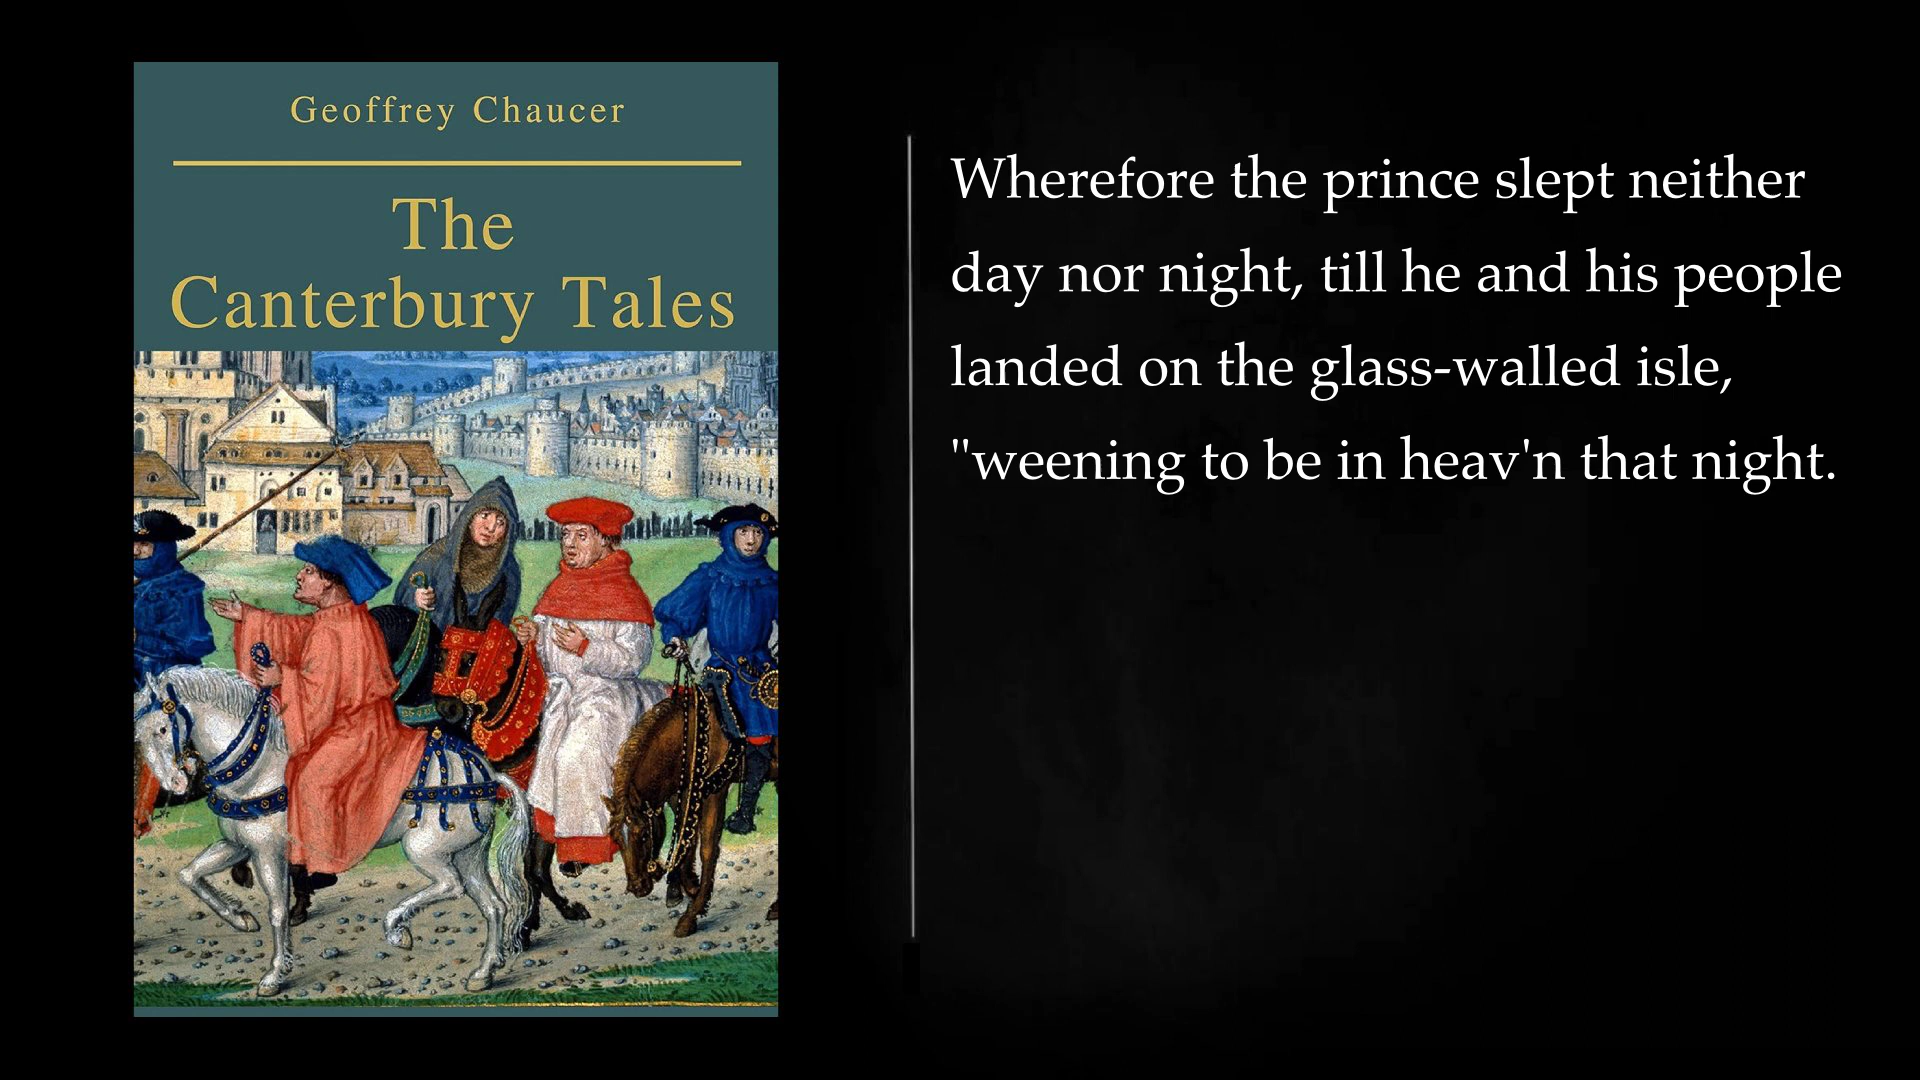 Geoffrey Chaucer
The
Canterbury Tales
Wherefore the prince slept neither
day nor night, till he and his people
landed on the glass-walled isle,
"weening to be in heav'n that night.